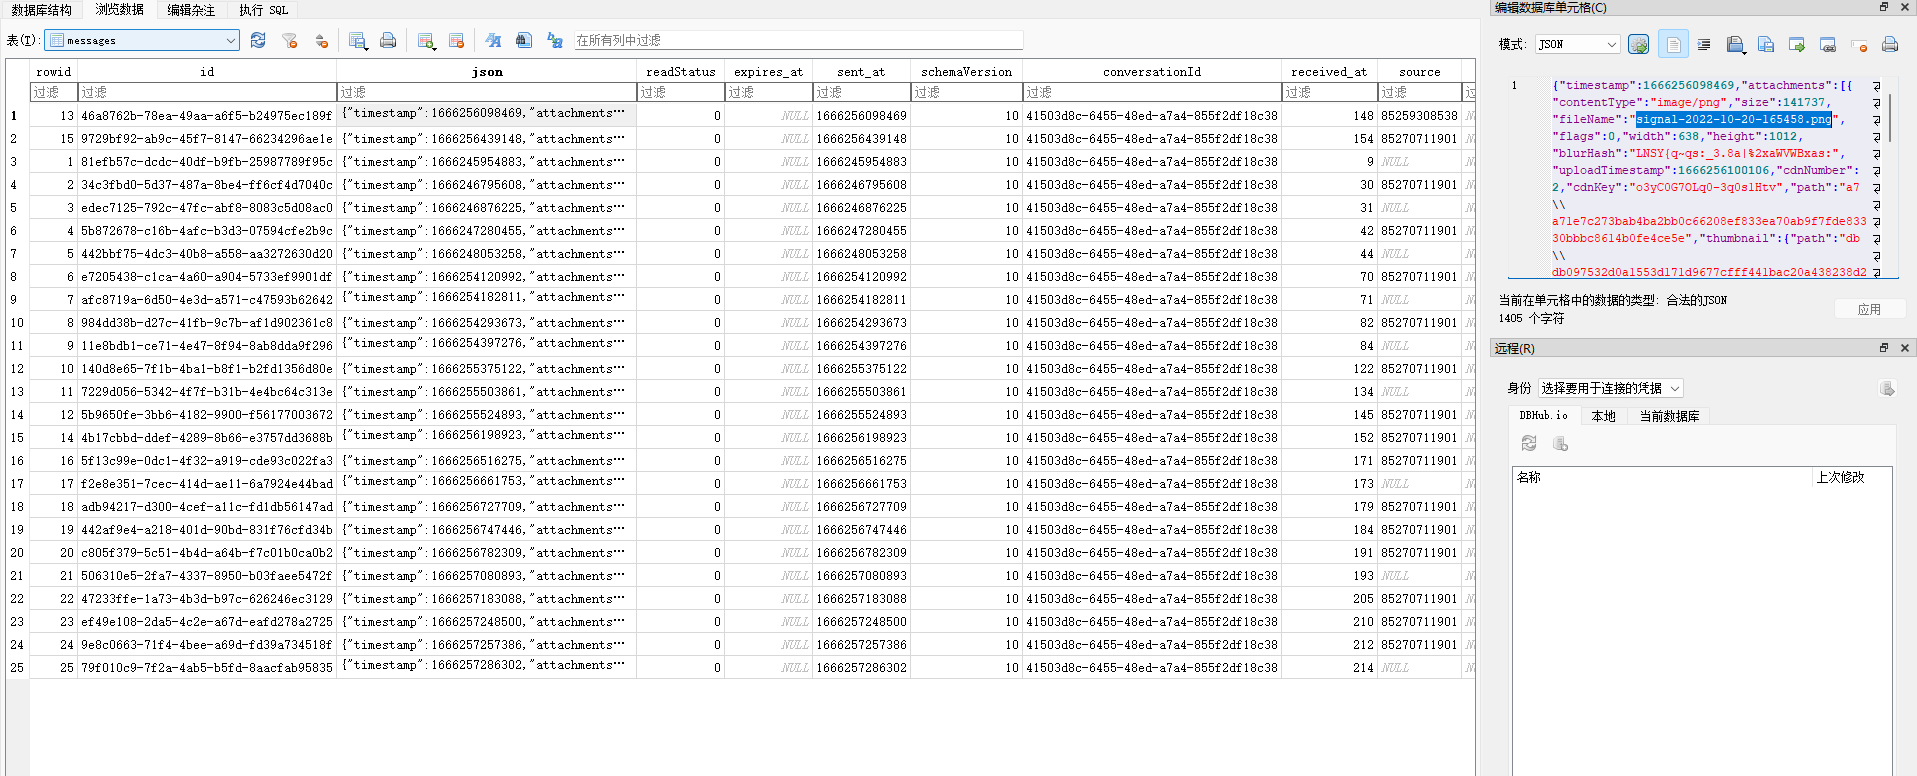 数据库结构 浏览数据 编辑杂注 执行 SQL
表(T): messages 在所有列中过滤
rowid id json readStatus expires_at sent_at schemaVersion conversationId received_at source
过滤 过滤 过滤 过滤 过滤 过滤 过滤 过滤 过滤 过滤
1 13 46a8762b-78ea-49aa-a6f5-b24975ec189f {"timestamp":1666256098469,"attachments… 0 NULL 1666256098469 10 41503d8c-6455-48ed-a7a4-855f2df18c38 148 85259308538
2 15 9729bf92-ab9c-45f7-8147-66234296ae1e {"timestamp":1666256439148,"attachments… 0 NULL 1666256439148 10 41503d8c-6455-48ed-a7a4-855f2df18c38 154 85270711901
3 1 81efb57c-dcdc-40df-b9fb-25987789f95c {"timestamp":1666245954883,"attachments… 0 NULL 1666245954883 10 41503d8c-6455-48ed-a7a4-855f2df18c38 9 NULL
4 2 34c3fbd0-5d37-487a-8be4-ff6cf4d7040c {"timestamp":1666246795608,"attachments… 0 NULL 1666246795608 10 41503d8c-6455-48ed-a7a4-855f2df18c38 30 85270711901
5 3 edec7125-792c-47fc-abf8-8083c5d08ac0 {"timestamp":1666246876225,"attachments… 0 NULL 1666246876225 10 41503d8c-6455-48ed-a7a4-855f2df18c38 31 NULL
6 4 5b872678-c16b-4afc-b3d3-07594cfe2b9c {"timestamp":1666247280455,"attachments… 0 NULL 1666247280455 10 41503d8c-6455-48ed-a7a4-855f2df18c38 42 85270711901
7 5 442bbf75-4dc3-40b8-a558-aa3272630d20 {"timestamp":1666248053258,"attachments… 0 NULL 1666248053258 10 41503d8c-6455-48ed-a7a4-855f2df18c38 44 NULL
8 6 e7205438-c1ca-4a60-a904-5733ef9901df {"timestamp":1666254120992,"attachments… 0 NULL 1666254120992 10 41503d8c-6455-48ed-a7a4-855f2df18c38 70 85270711901
9 7 afc8719a-6d50-4e3d-a571-c47593b62642 {"timestamp":1666254182811,"attachments… 0 NULL 1666254182811 10 41503d8c-6455-48ed-a7a4-855f2df18c38 71 NULL
10 8 984dd38b-d27c-41fb-9c7b-af1d902361c8 {"timestamp":1666254293673,"attachments… 0 NULL 1666254293673 10 41503d8c-6455-48ed-a7a4-855f2df18c38 82 85270711901
11 9 11e8bdb1-ce71-4e47-8f94-8ab8dda9f296 {"timestamp":1666254397276,"attachments… 0 NULL 1666254397276 10 41503d8c-6455-48ed-a7a4-855f2df18c38 84 NULL
12 10 140d8e65-7f1b-4ba1-b8f1-b2fd1356d80e {"timestamp":1666255375122,"attachments… 0 NULL 1666255375122 10 41503d8c-6455-48ed-a7a4-855f2df18c38 122 85270711901
13 11 7229d056-5342-4f7f-b31b-4e4bc64c313e {"timestamp":1666255503861,"attachments… 0 NULL 1666255503861 10 41503d8c-6455-48ed-a7a4-855f2df18c38 134 NULL
14 12 5b9650fe-3bb6-4182-9900-f56177003672 {"timestamp":1666255524893,"attachments… 0 NULL 1666255524893 10 41503d8c-6455-48ed-a7a4-855f2df18c38 145 85270711901
15 14 4b17cbbd-ddef-4289-8b66-e3757dd3688b {"timestamp":1666256198923,"attachments… 0 NULL 1666256198923 10 41503d8c-6455-48ed-a7a4-855f2df18c38 152 85270711901
16 16 5f13c99e-0dc1-4f32-a919-cde93c022fa3 {"timestamp":1666256516275,"attachments… 0 NULL 1666256516275 10 41503d8c-6455-48ed-a7a4-855f2df18c38 171 85270711901
17 17 f2e8e351-7cec-414d-ae11-6a7924e44bad {"timestamp":1666256661753,"attachments… 0 NULL 1666256661753 10 41503d8c-6455-48ed-a7a4-855f2df18c38 173 NULL
18 18 adb94217-d300-4cef-a11c-fd1db56147ad {"timestamp":1666256727709,"attachments… 0 NULL 1666256727709 10 41503d8c-6455-48ed-a7a4-855f2df18c38 179 85270711901
19 19 442af9e4-a218-401d-90bd-831f76cfd34b {"timestamp":1666256747446,"attachments… 0 NULL 1666256747446 10 41503d8c-6455-48ed-a7a4-855f2df18c38 184 85270711901
20 20 c805f379-5c51-4b4d-a64b-f7c01b0ca0b2 {"timestamp":1666256782309,"attachments… 0 NULL 1666256782309 10 41503d8c-6455-48ed-a7a4-855f2df18c38 191 85270711901
21 21 506310e5-2fa7-4337-8950-b03faee5472f {"timestamp":1666257080893,"attachments… 0 NULL 1666257080893 10 41503d8c-6455-48ed-a7a4-855f2df18c38 193 NULL
22 22 47233ffe-1a73-4b3d-b97c-626246ec3129 {"timestamp":1666257183088,"attachments… 0 NULL 1666257183088 10 41503d8c-6455-48ed-a7a4-855f2df18c38 205 85270711901
23 23 ef49e108-2da5-4c2e-a67d-eafd278a2725 {"timestamp":1666257248500,"attachments… 0 NULL 1666257248500 10 41503d8c-6455-48ed-a7a4-855f2df18c38 210 85270711901
24 24 9e8c0663-71f4-4bee-a69d-fd39a734518f {"timestamp":1666257257386,"attachments… 0 NULL 1666257257386 10 41503d8c-6455-48ed-a7a4-855f2df18c38 212 85270711901
25 25 79f010c9-7f2a-4ab5-b5fd-8aacfab95835 {"timestamp":1666257286302,"attachments… 0 NULL 1666257286302 10 41503d8c-6455-48ed-a7a4-855f2df18c38 214 NULL
编辑数据库单元格(C)
模式: JSON
1 {"timestamp":1666256098469,"attachments":[{
"contentType":"image/png","size":141737,
"fileName":"signal-2022-10-20-165458.png",
"flags":0,"width":638,"height":1012,
"blurHash":"LNSY{q~qs:_3.8a|%2xaWVWBxas:",
"uploadTimestamp":1666256100106,"cdnNumber":
2,"cdnKey":"o3yC0G7OLq0-3q0slHtv","path":"a7
\\
a71e7c273bab4ba2bb0c66208ef833ea70ab9f7fde833
30bbbc8614b0fe4ce5e","thumbnail":{"path":"db
\\
db097532d0a1553d171d9677cfff441bac20a438238d2
当前在单元格中的数据的类型: 合法的JSON
1405 个字符
应用
远程(R)
身份 选择要用于连接的凭据
DBHub.io 本地 当前数据库
名称 上次修改